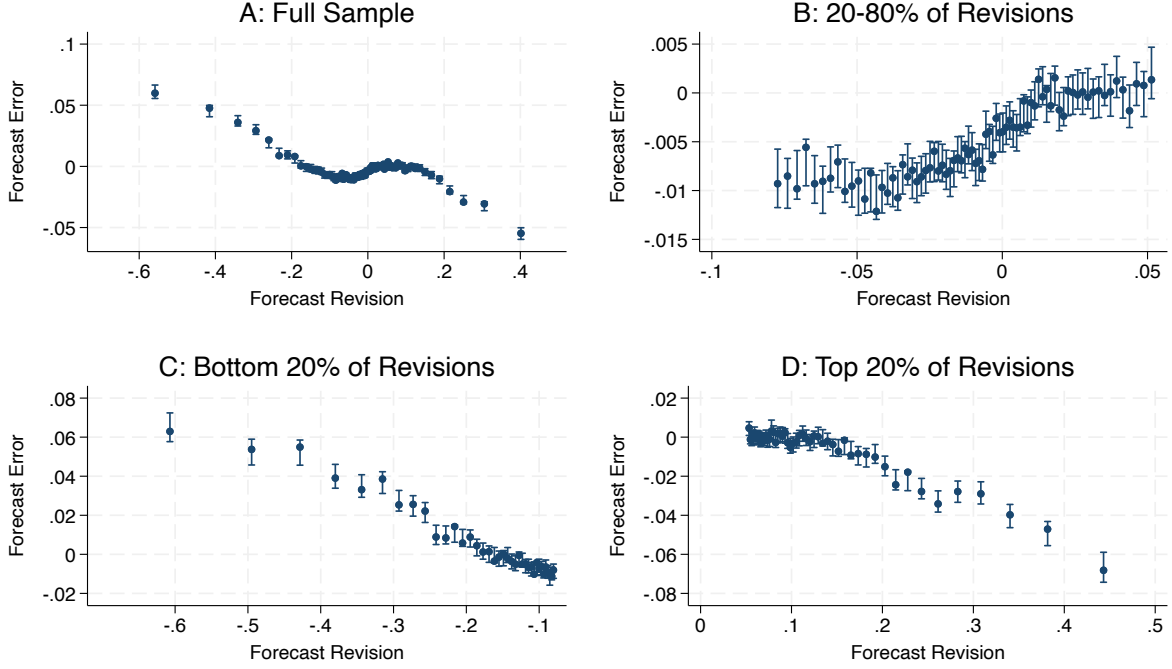 A: Full Sample
.1
.05
0
-.05
Forecast Error
-.6 -.4 -.2 0 .2 .4
Forecast Revision
B: 20-80% of Revisions
.005
0
-.005
-.01
-.015
Forecast Error
-.1 -.05 0 .05
Forecast Revision
C: Bottom 20% of Revisions
.08
.06
.04
.02
0
-.02
Forecast Error
-.6 -.5 -.4 -.3 -.2 -.1
Forecast Revision
D: Top 20% of Revisions
.02
0
-.02
-.04
-.06
-.08
Forecast Error
0 .1 .2 .3 .4 .5
Forecast Revision